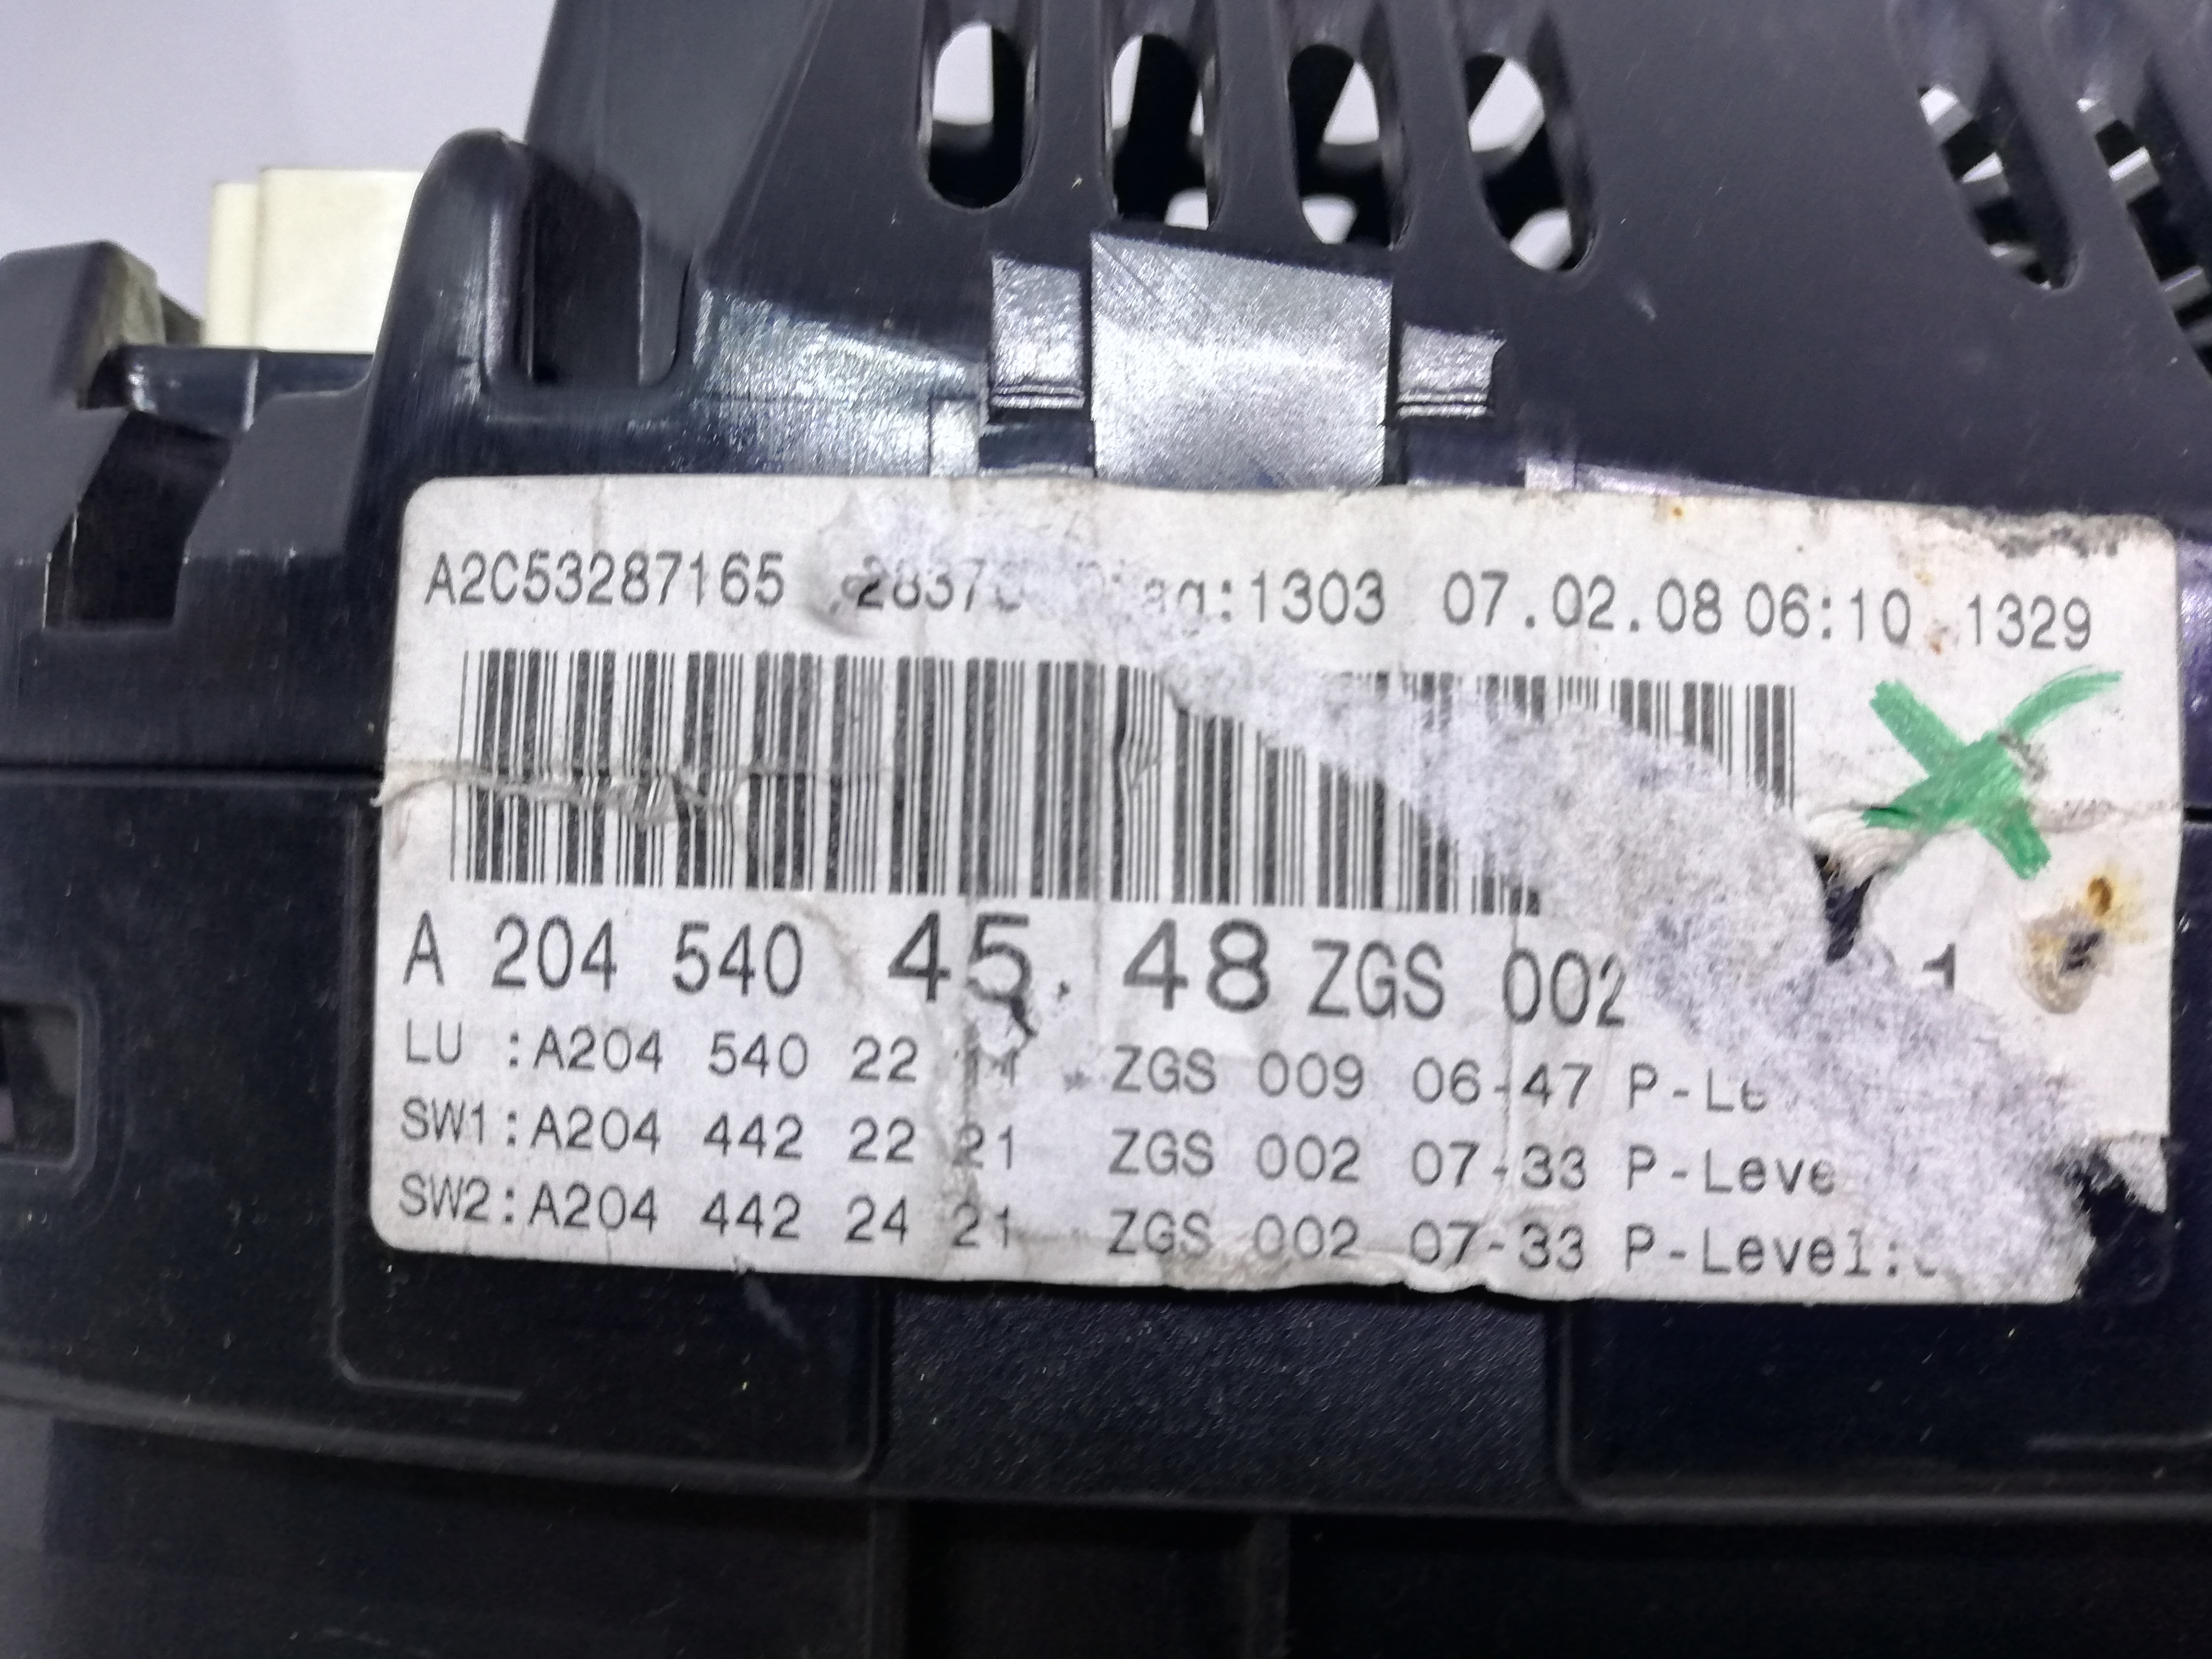 A2C53287165 1303 07.02.08 06:10 1329
A 204 540 45 48 ZGS 002
LU :A204 540 22 ZGS 009 06-47
SW1:A204 442 22 21 ZGS 002 07-33
SW2:A204 442 24 21 ZGS 002 07-33 P-Level: